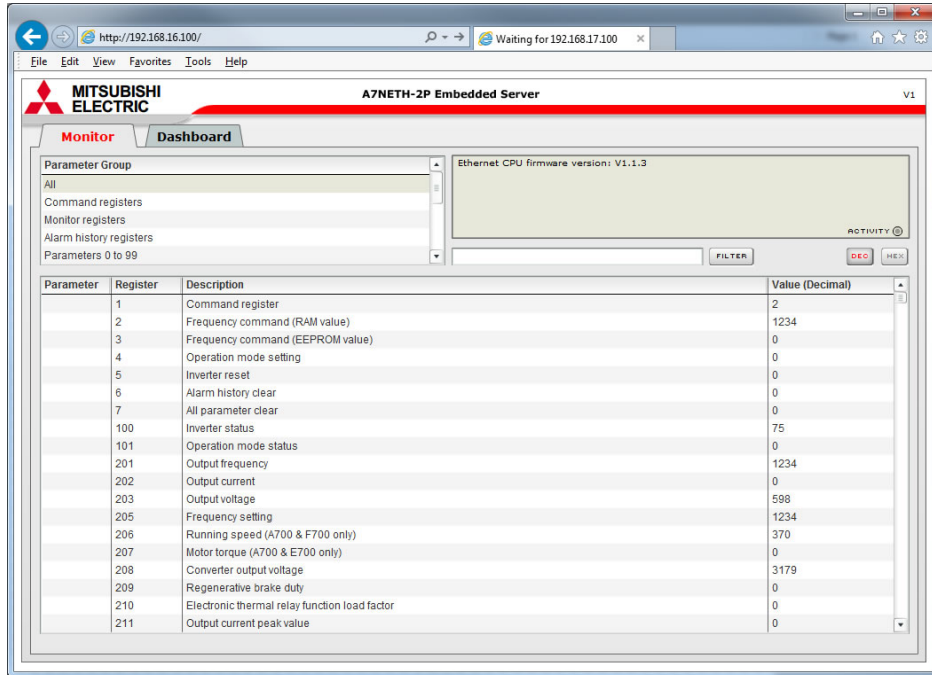 http://192.168.16.100/
Waiting for 192.168.17.100
File Edit View Favorites Tools Help
MITSUBISHI
ELECTRIC
A7NETH-2P Embedded Server
V1
Monitor Dashboard
Parameter Group
All
Command registers
Monitor registers
Alarm history registers
Parameters 0 to 99
Ethernet CPU firmware version: V1.1.3
ACTIVITY
FILTER DEC HEX
Parameter Register Description Value (Decimal)
1 Command register 2
2 Frequency command (RAM value) 1234
3 Frequency command (EEPROM value) 0
4 Operation mode setting 0
5 Inverter reset 0
6 Alarm history clear 0
7 All parameter clear 0
100 Inverter status 75
101 Operation mode status 0
201 Output frequency 1234
202 Output current 0
203 Output voltage 598
205 Frequency setting 1234
206 Running speed (A700 & F700 only) 370
207 Motor torque (A700 & E700 only) 0
208 Converter output voltage 3179
209 Regenerative brake duty 0
210 Electronic thermal relay function load factor 0
211 Output current peak value 0